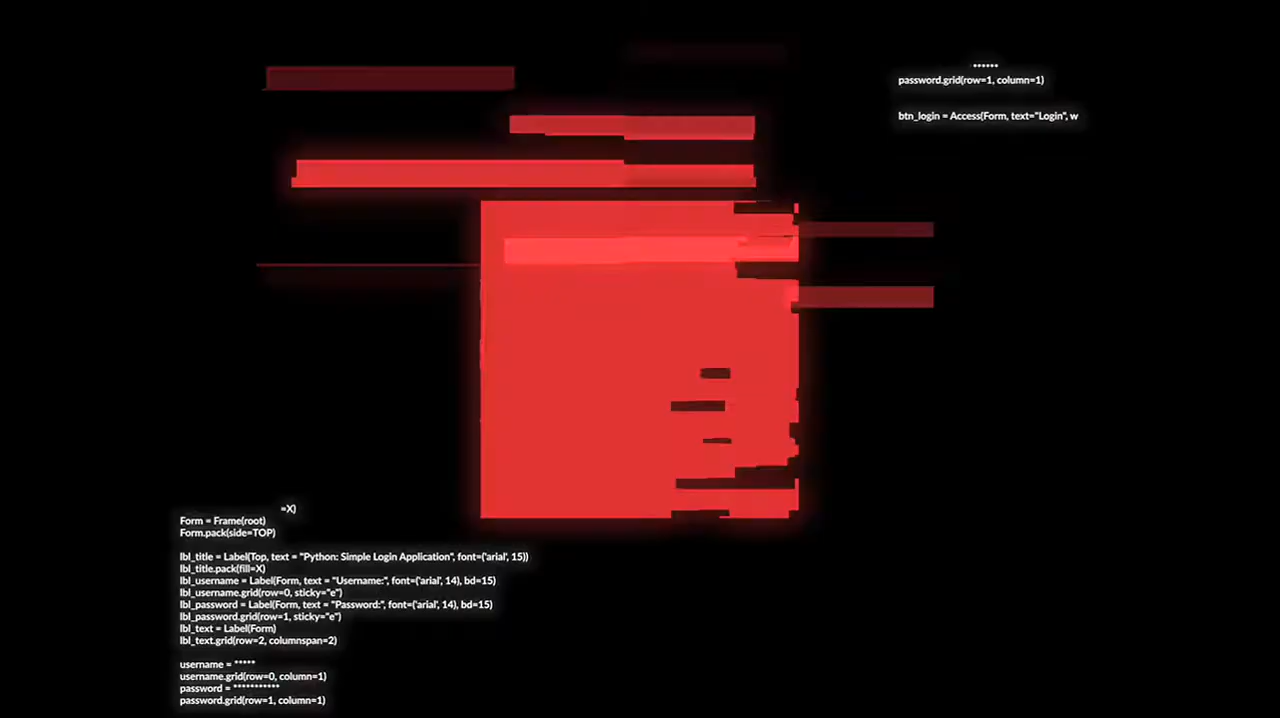 ******
password.grid(row=1, column=1)
btn_login = Access(Form, text="Login", w
=X)
Form = Frame(root)
Form.pack(side=TOP)
lbl_title = Label(Top, text = "Python: Simple Login Application", font=('arial', 15))
lbl_title.pack(fill=X)
lbl_username = Label(Form, text = "Username:", font=('arial', 14), bd=15)
lbl_username.grid(row=0, sticky="e")
lbl_password = Label(Form, text = "Password:", font=('arial', 14), bd=15)
lbl_password.grid(row=1, sticky="e")
lbl_text = Label(Form)
lbl_text.grid(row=2, columnspan=2)
username = *****
username.grid(row=0, column=1)
password = ***********
password.grid(row=1, column=1)